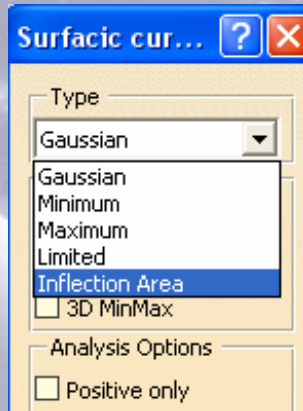 Surfacic cur... ?
Type
Gaussian
Gaussian
Minimum
Maximum
Limited
Inflection Area
3D MinMax
Analysis Options
Positive only